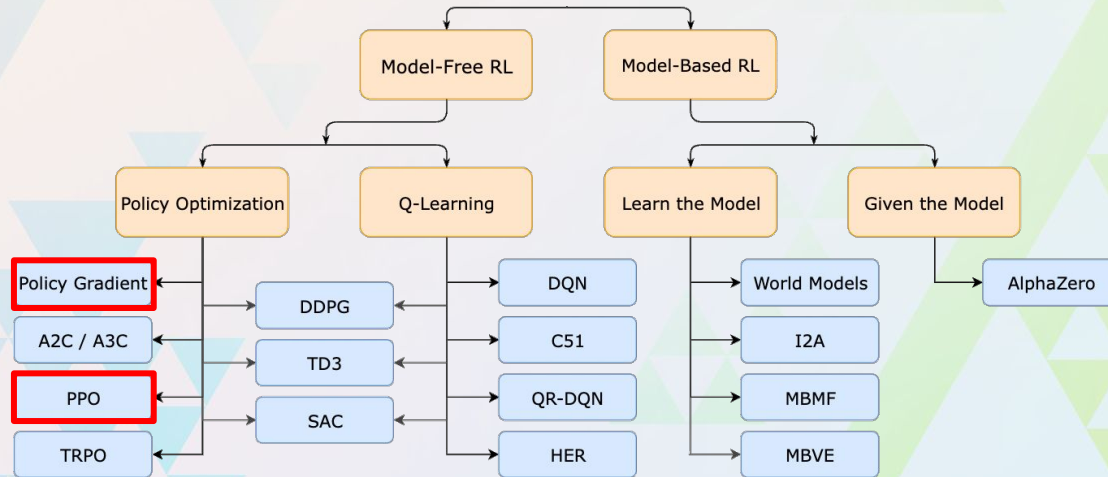 Model-Free RL
Model-Based RL
Policy Optimization
Q-Learning
Learn the Model
Given the Model
Policy Gradient
DDPG
DQN
World Models
AlphaZero
A2C / A3C
TD3
C51
I2A
PPO
SAC
QR-DQN
MBMF
TRPO
HER
MBVE